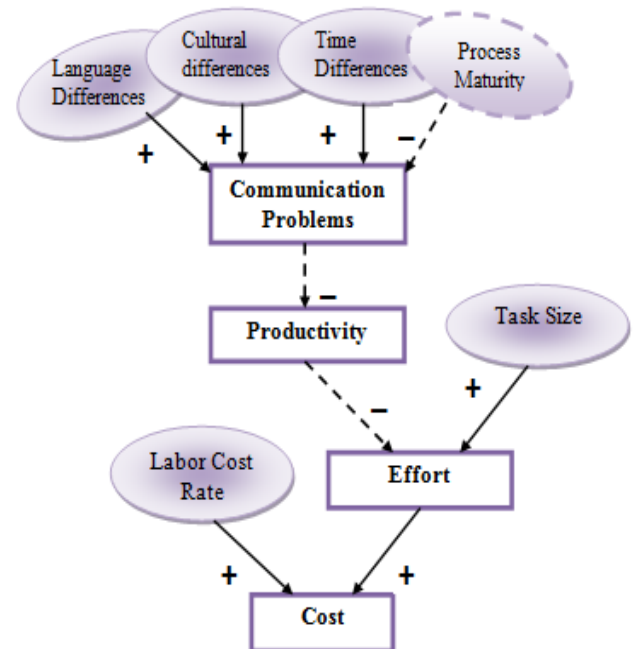 Language
Differences
Cultural
differences
Time
Differences
Process
Maturity
+
+
+
−
Communication
Problems
−
Productivity
Task Size
−
+
Labor Cost
Rate
Effort
+
+
Cost